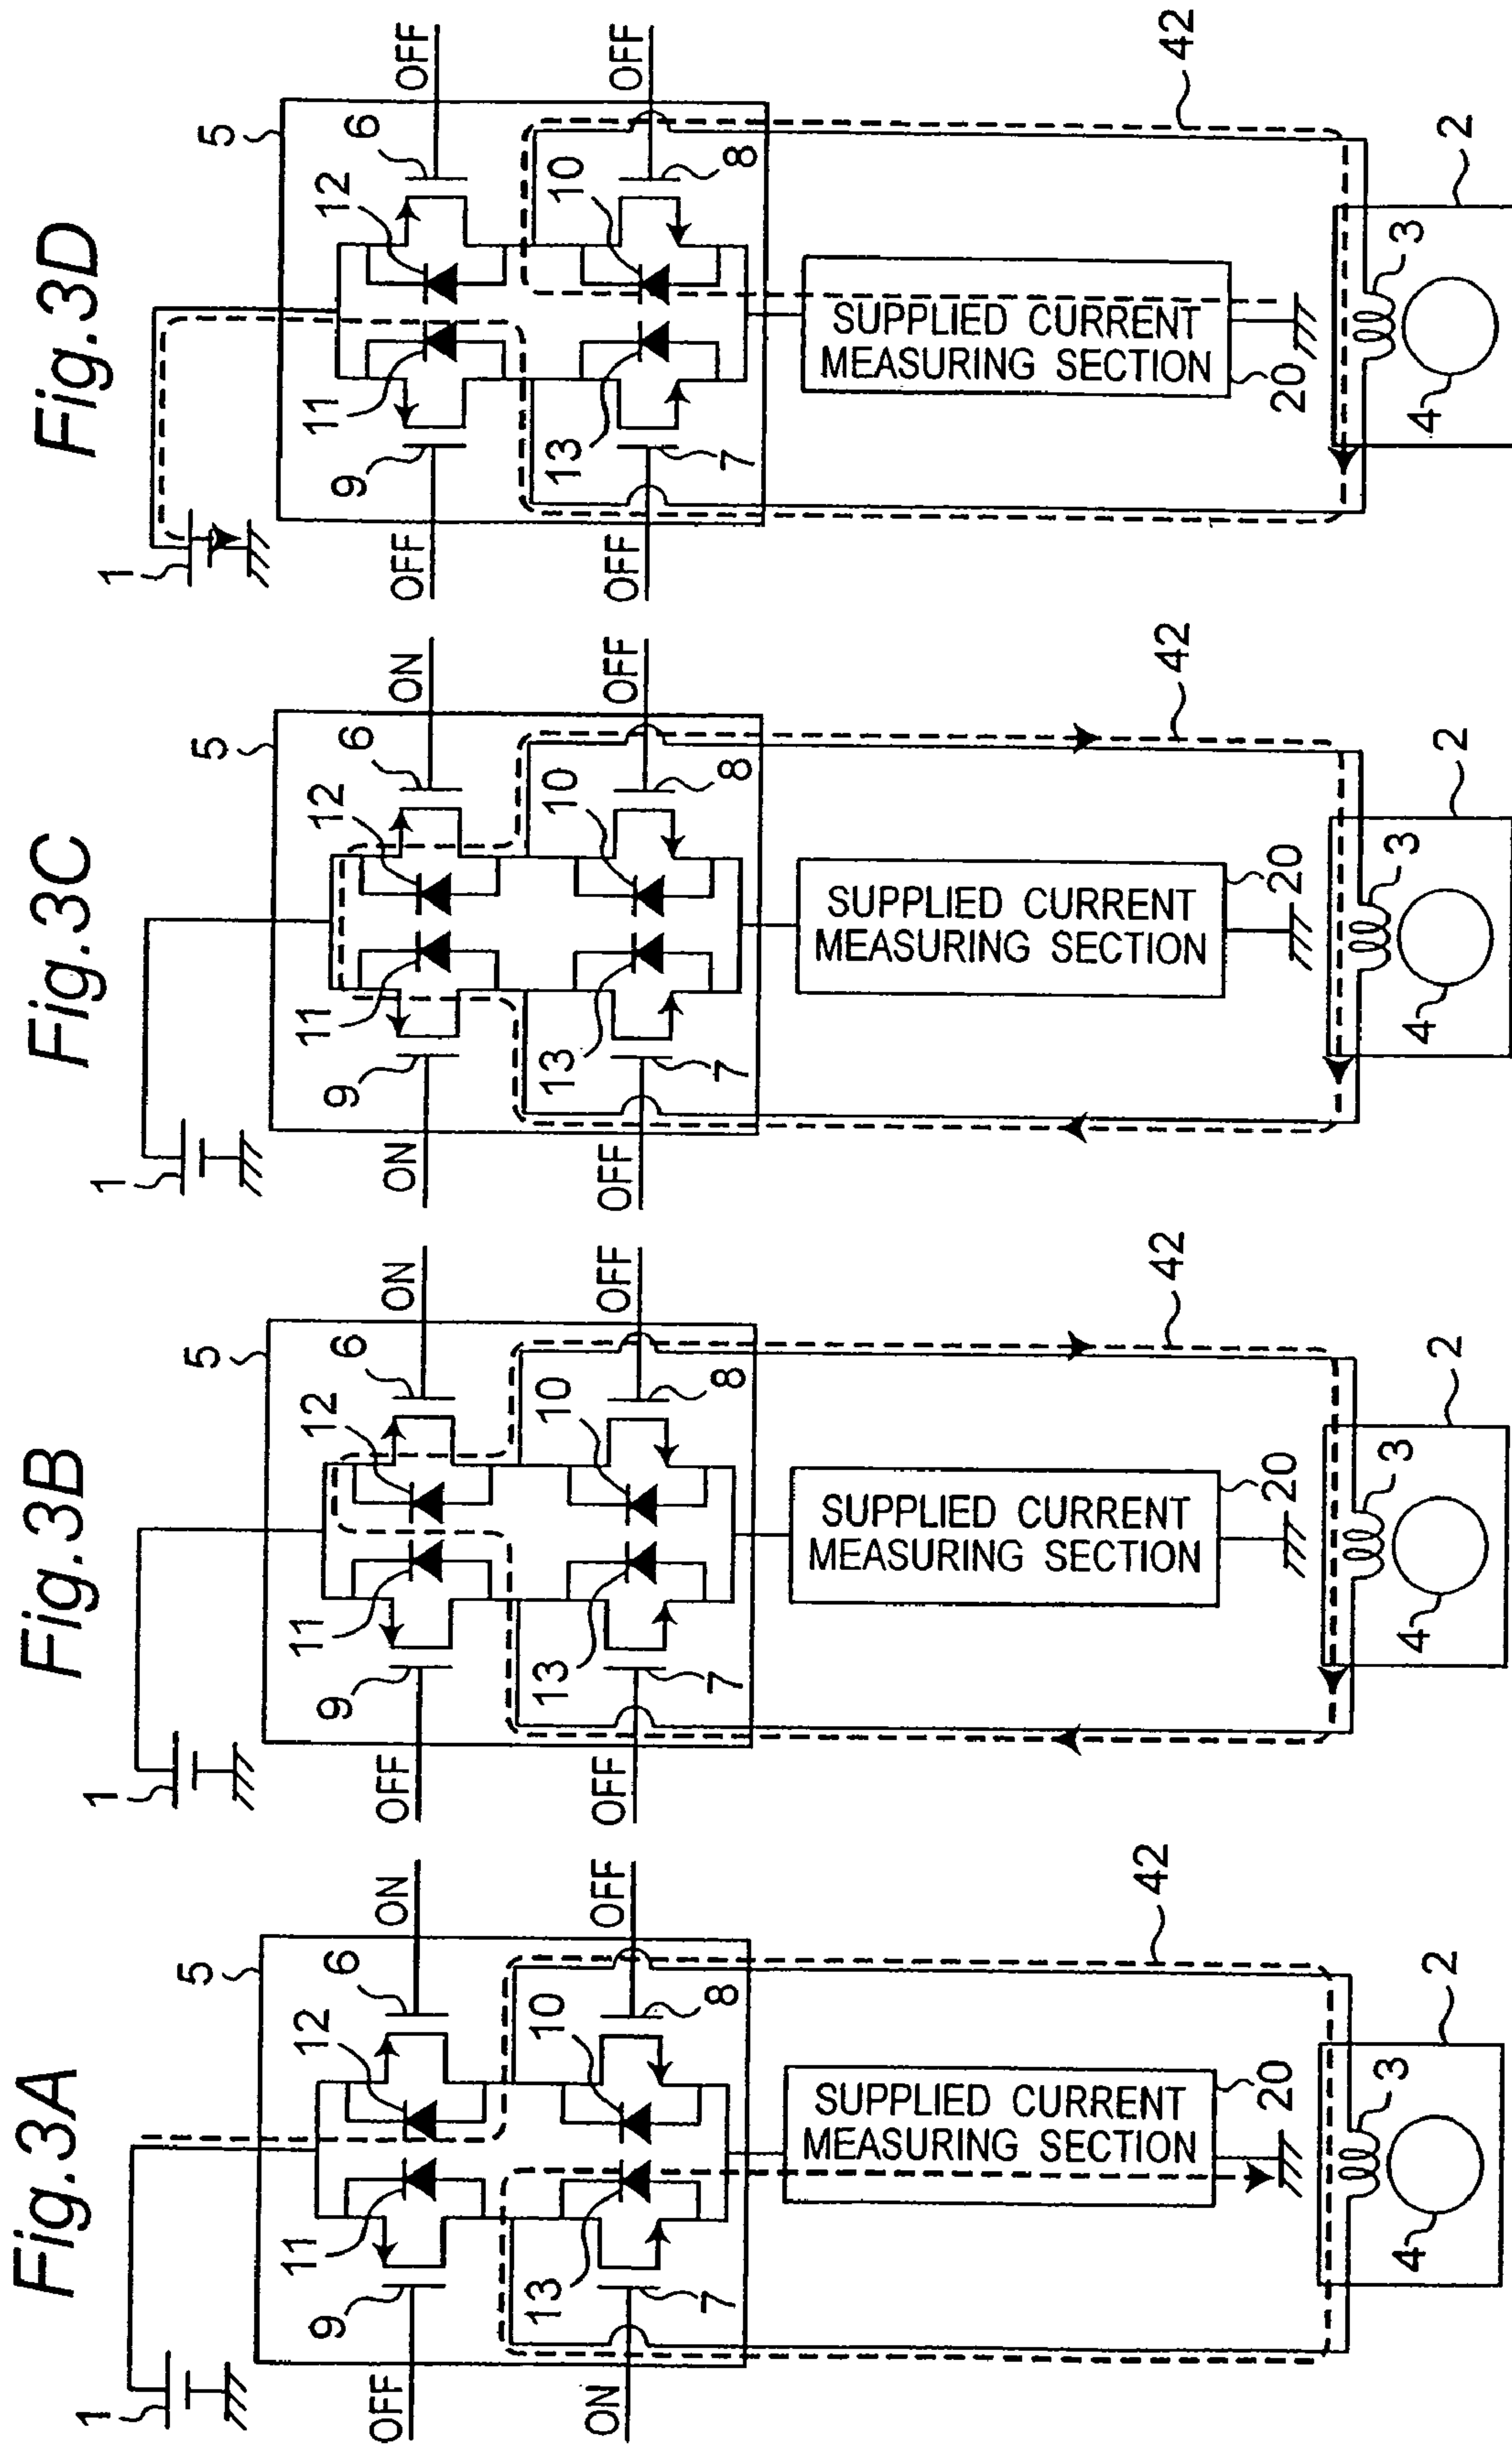 Fig.3A
1
5
OFF
ON
9
6
11
12
13
10
7
8
ON
OFF
SUPPLIED CURRENT
MEASURING SECTION
20
42
2
3
4
Fig.3B
1
5
OFF
ON
9
6
11
12
13
10
7
8
OFF
OFF
SUPPLIED CURRENT
MEASURING SECTION
20
42
2
3
4
Fig.3C
1
5
ON
ON
9
6
11
12
13
10
7
8
OFF
OFF
SUPPLIED CURRENT
MEASURING SECTION
20
42
2
3
4
Fig.3D
1
5
OFF
OFF
9
6
11
12
13
10
7
8
OFF
OFF
SUPPLIED CURRENT
MEASURING SECTION
20
42
2
3
4